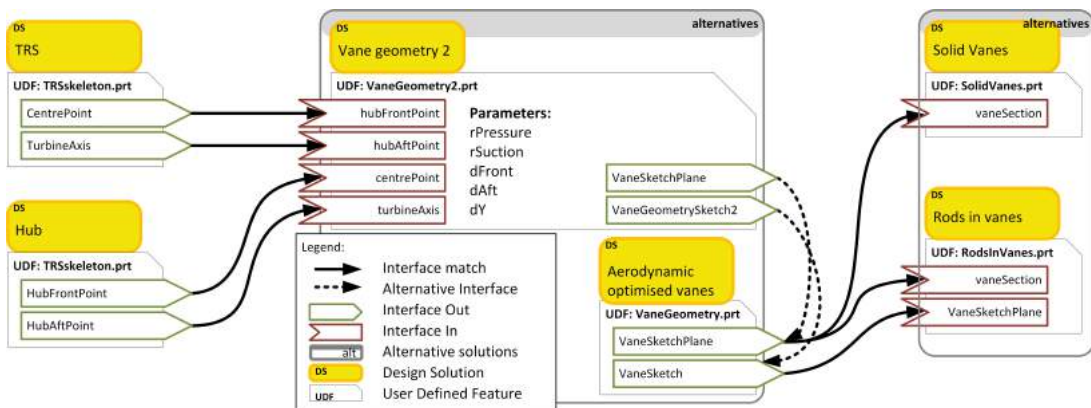 DS
TRS
UDF: TRSskeleton.prt
CentrePoint
TurbineAxis
DS
Hub
UDF: TRSskeleton.prt
HubFrontPoint
HubAftPoint
alternatives
DS
Vane geometry 2
UDF: VaneGeometry2.prt
hubFrontPoint
hubAftPoint
centrePoint
turbineAxis
Parameters:
rPressure
rSuction
dFront
dAft
dY
VaneSketchPlane
VaneGeometrySketch2
DS
Aerodynamic
optimised vanes
UDF: VaneGeometry.prt
VaneSketchPlane
VaneSketch
Legend:
Interface match
Alternative Interface
Interface Out
Interface In
alt
Alternative solutions
DS
Design Solution
UDF
User Defined Feature
alternatives
DS
Solid Vanes
UDF: SolidVanes.prt
vaneSection
DS
Rods in vanes
UDF: RodsInVanes.prt
vaneSection
VaneSketchPlane